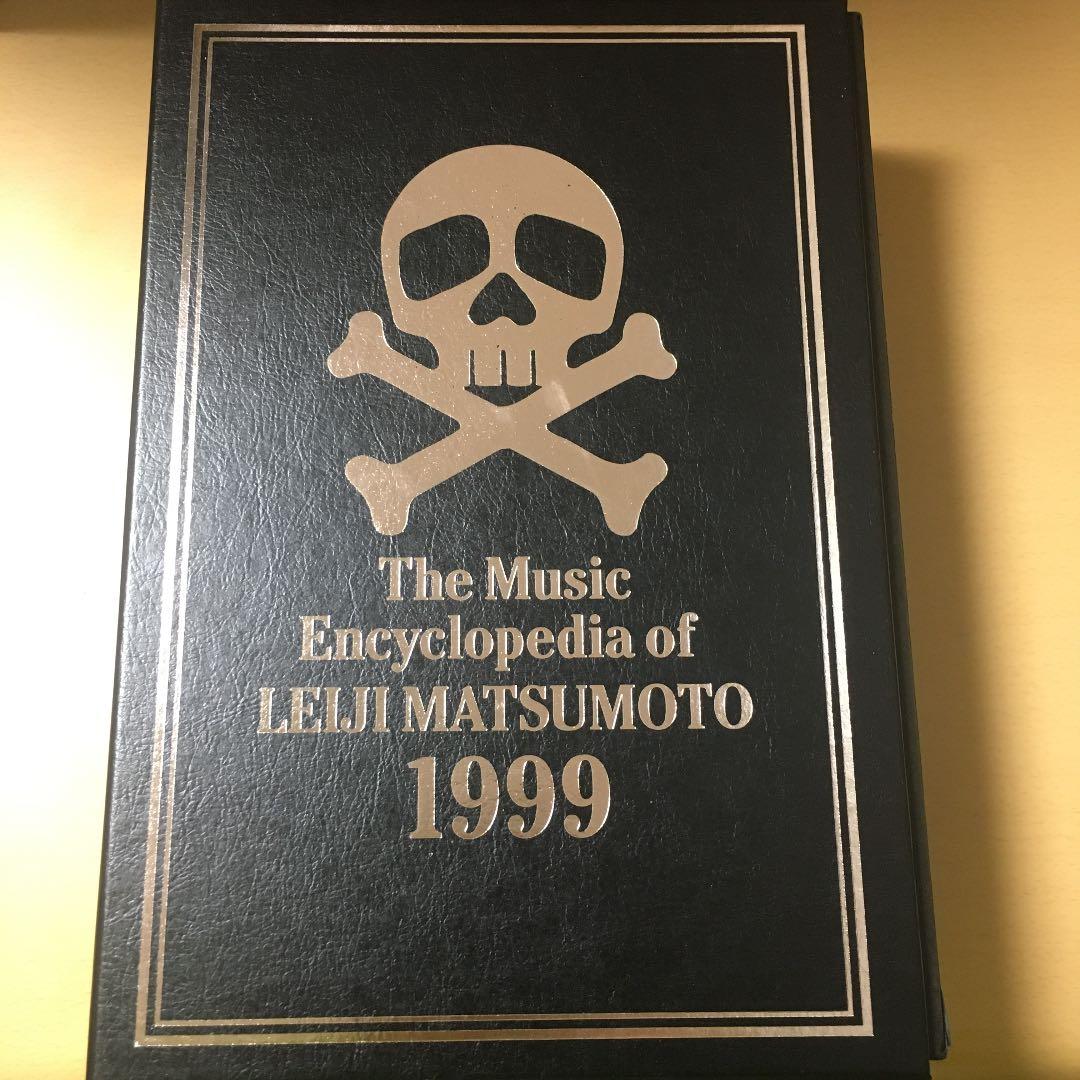 The Music
Encyclopedia of
LEIJI MATSUMOTO
1999